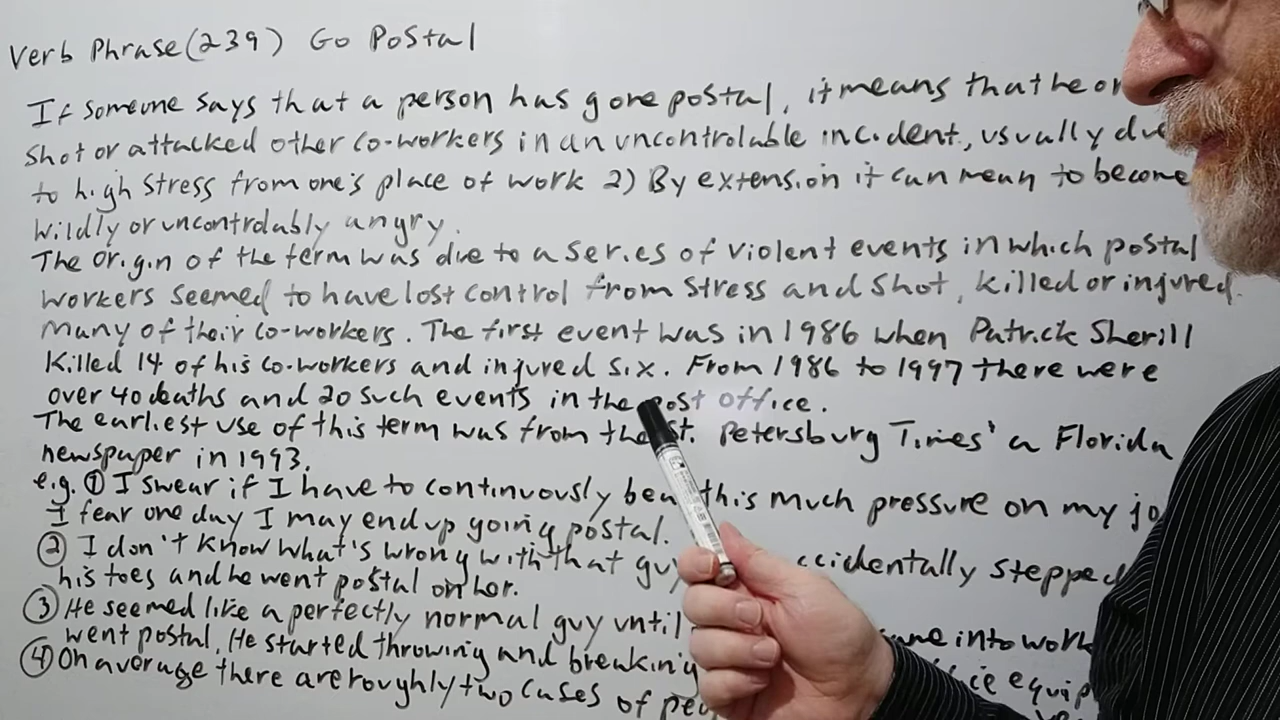 Verb Phrase(239) Go Postal
If someone says that a person has gone postal, it means that he or
shot or attacked other co-workers in an uncontrolable incident, usually due
to high stress from one's place of work 2) By extension it can mean to become
wildly or uncontrolably angry.
The origin of the term was due to a series of violent events in which postal
workers seemed to have lost control from stress and shot, killed or injured
many of their co-workers. The first event was in 1986 when Patrick Sherill
killed 14 of his co-workers and injured six. From 1986 to 1997 there were
over 40 deaths and 20 such events in the post office.
The earliest use of this term was from the St. Petersburg Times' a Florida
newspaper in 1993.
e.g. ① I swear if I have to continuously bear this much pressure on my jo
I fear one day I may end up going postal.
② I don't know what's wrong with that guy ccidentally stepped
his toes and he went postal on her.
③ He seemed like a perfectly normal guy until came into work
went postal. He started throwing and breaking ice equip
④ On average there are roughly two cases of peo